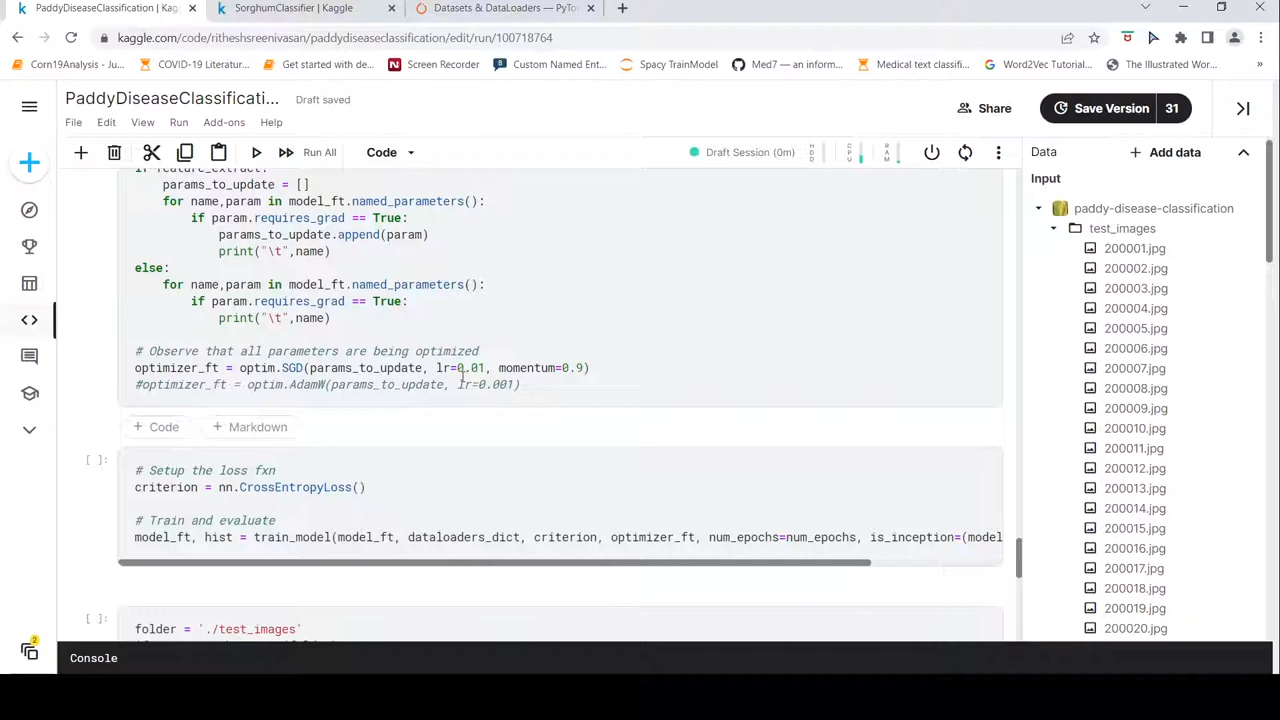 PaddyDiseaseClassification | Kag
SorghumClassifier | Kaggle
Datasets & DataLoaders — PyTo
kaggle.com/code/ritheshsreenivasan/paddydiseaseclassification/edit/run/100718764
Corn19Analysis - Ju...
COVID-19 Literatur...
Get started with de...
Screen Recorder
Custom Named Ent...
Spacy TrainModel
Med7 — an inform...
Medical text classifi...
Word2Vec Tutorial...
The Illustrated Wor...
»
PaddyDiseaseClassificati...
Draft saved
Share
Save Version
31
File Edit View Run Add-ons Help
Run All
Code
Draft Session (0m)
HDD
CPU
RAM
if feature_extract:
params_to_update = []
for name,param in model_ft.named_parameters():
if param.requires_grad == True:
params_to_update.append(param)
print("\t",name)
else:
for name,param in model_ft.named_parameters():
if param.requires_grad == True:
print("\t",name)
# Observe that all parameters are being optimized
optimizer_ft = optim.SGD(params_to_update, lr=0.01, momentum=0.9)
#optimizer_ft = optim.AdamW(params_to_update, lr=0.001)
+ Code
+ Markdown
[ ]:
# Setup the loss fxn
criterion = nn.CrossEntropyLoss()
# Train and evaluate
model_ft, hist = train_model(model_ft, dataloaders_dict, criterion, optimizer_ft, num_epochs=num_epochs, is_inception=(model
[ ]:
folder = './test_images'
Console
2
Data
+ Add data
Input
paddy-disease-classification
test_images
200001.jpg
200002.jpg
200003.jpg
200004.jpg
200005.jpg
200006.jpg
200007.jpg
200008.jpg
200009.jpg
200010.jpg
200011.jpg
200012.jpg
200013.jpg
200014.jpg
200015.jpg
200016.jpg
200017.jpg
200018.jpg
200019.jpg
200020.jpg